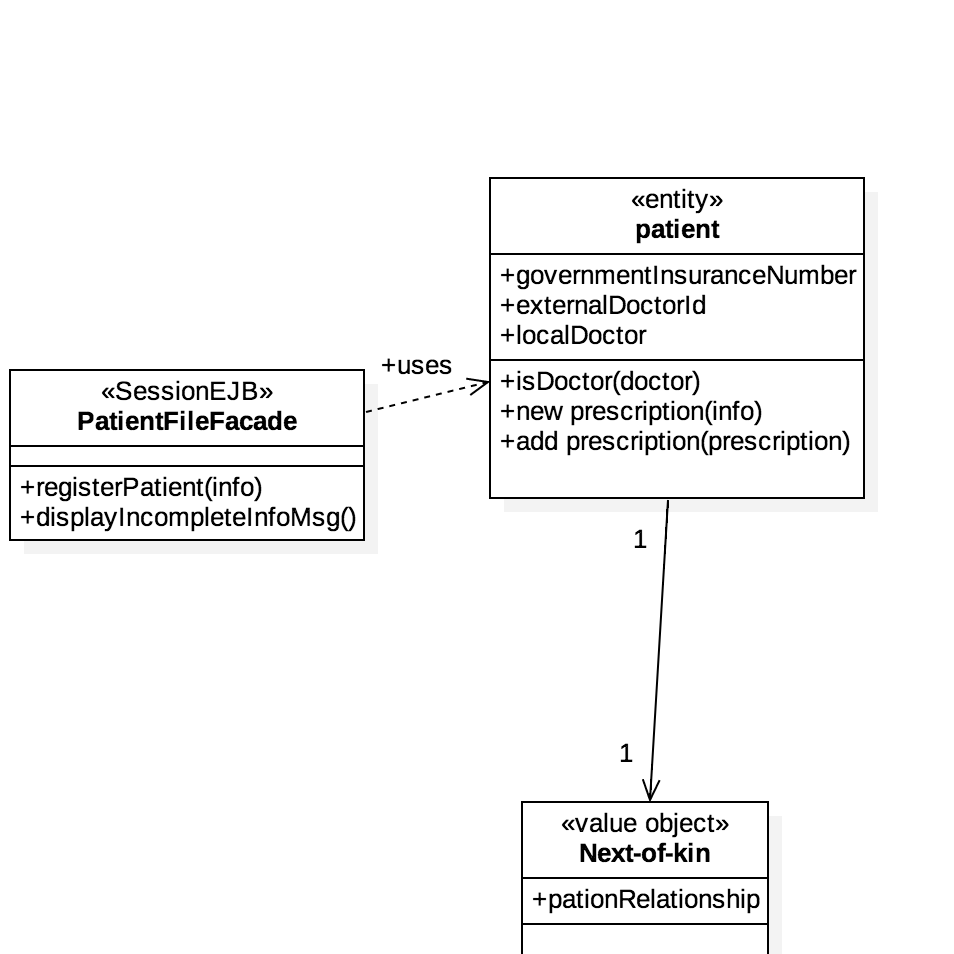 «entity»
patient
+governmentInsuranceNumber
+externalDoctorId
+localDoctor
+isDoctor(doctor)
+new prescription(info)
+add prescription(prescription)
+uses
«SessionEJB»
PatientFileFacade
+registerPatient(info)
+displayIncompleteInfoMsg()
1
1
«value object»
Next-of-kin
+pationRelationship